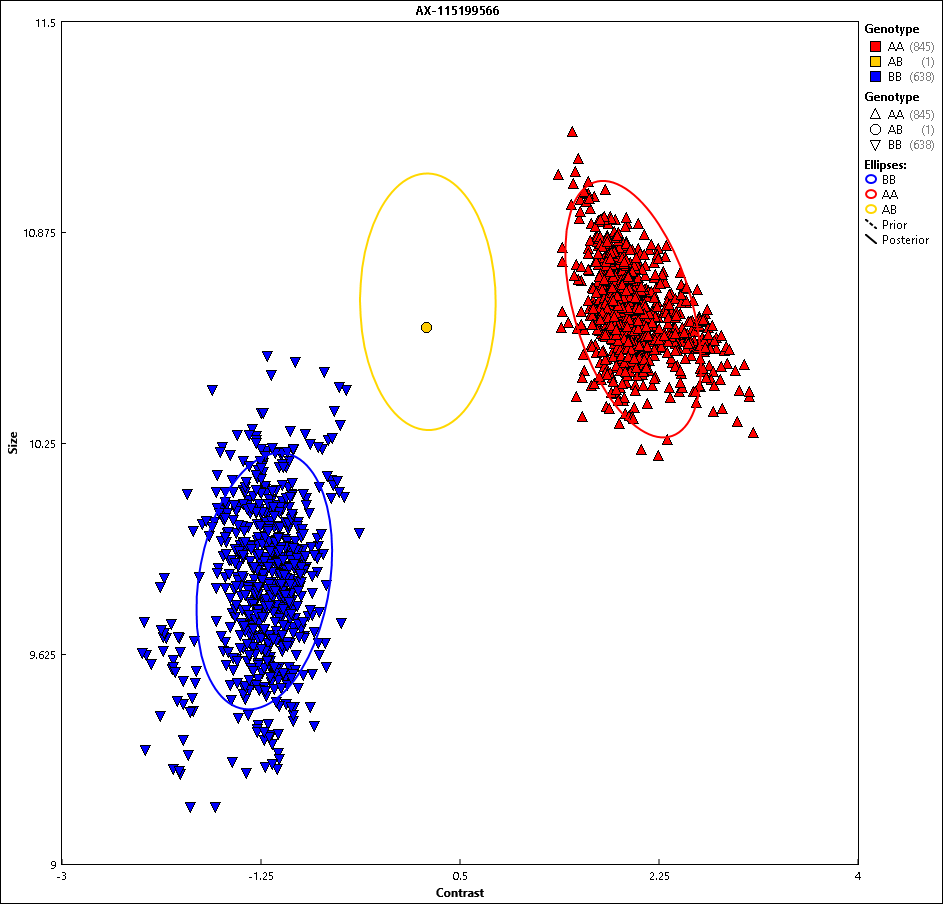 AX-115199566
11.5
10.875
10.25
9.625
9
Size
-3
-1.25
0.5
2.25
4
Contrast
Genotype
AA (845)
AB (1)
BB (638)
Genotype
AA (845)
AB (1)
BB (638)
Ellipses:
BB
AA
AB
Prior
Posterior